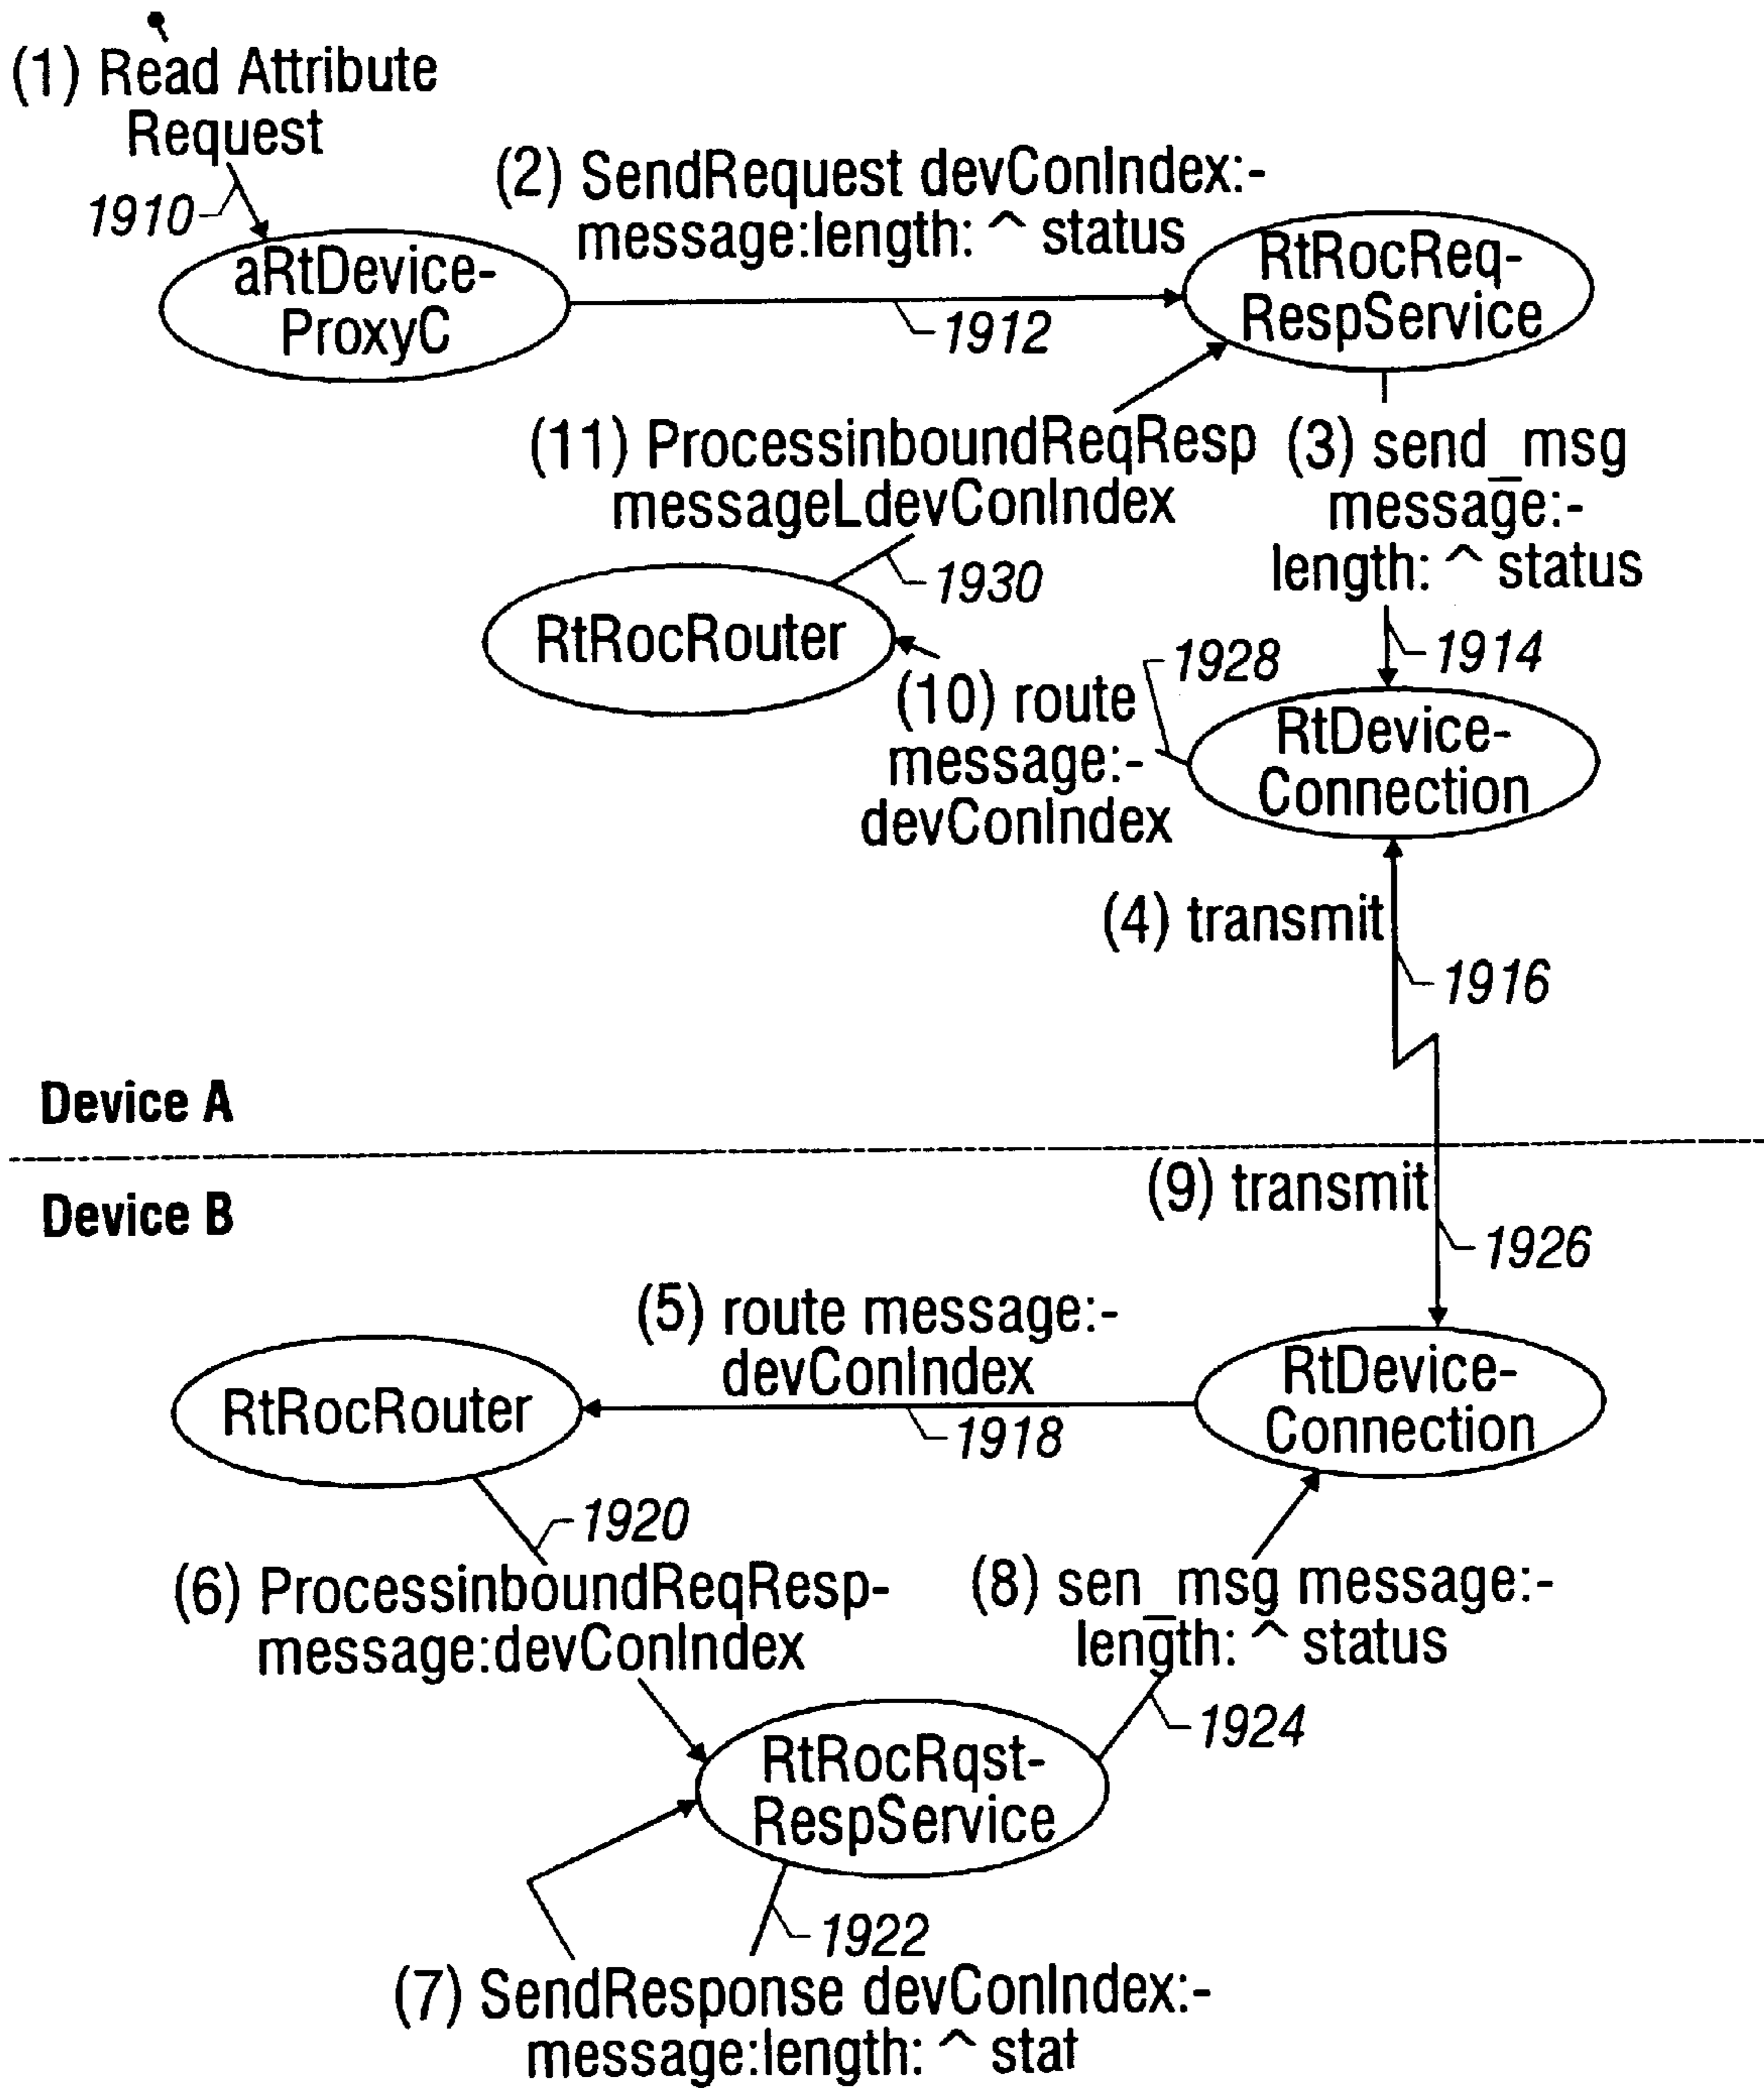 (1) Read Attribute
Request
1910
(2) SendRequest devConIndex:-
message:length: ^ status
aRtDevice-
ProxyC
1912
RtRocReq-
RespService
(11) ProcessinboundReqResp
messageLdevConIndex
(3) send_msg
message:-
length: ^ status
1930
RtRocRouter
1914
1928
(10) route
message:-
devConIndex
RtDevice-
Connection
(4) transmit
1916
Device A
Device B
(9) transmit
1926
(5) route message:-
devConIndex
RtRocRouter
1918
RtDevice-
Connection
1920
(6) ProcessinboundReqResp-
message:devConIndex
(8) sen_msg message:-
length: ^ status
1924
RtRocRqst-
RespService
1922
(7) SendResponse devConIndex:-
message:length: ^ stat